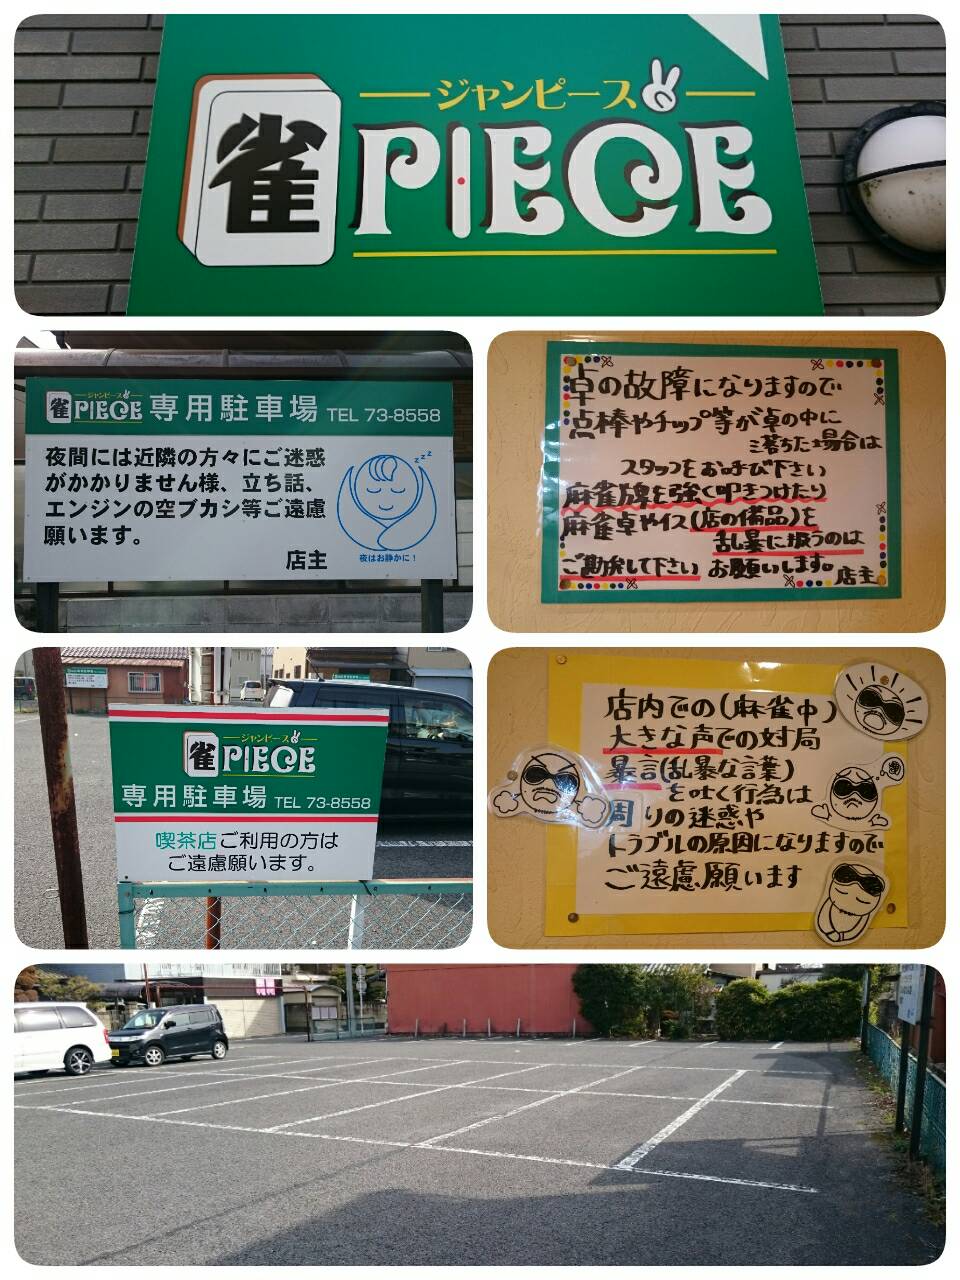 ジャンピース
雀 PIECE
雀 ジャンピース PIECE 専用駐車場 TEL 73-8558
夜間には近隣の方々にご迷惑
がかかりません様、立ち話、
エンジンの空ブカシ等ご遠慮
願います。
店主
zzz
夜はお静かに！
卓の故障になりますので
点棒やチップ等が卓の中に
落ちた場合は
スタッフをお呼び下さい
麻雀牌を強く叩きつけたり
麻雀卓やイス(店の備品)を
乱暴に扱うのは
ご勘弁して下さい お願いします。店主
ジャンピース
雀 PIECE
専用駐車場 TEL 73-8558
喫茶店ご利用の方は
ご遠慮願います。
店内での(麻雀中)
大きな声での対局
暴言(乱暴な言葉)
を吐く行為は
周りの迷惑や
トラブルの原因になりますので
ご遠慮願います